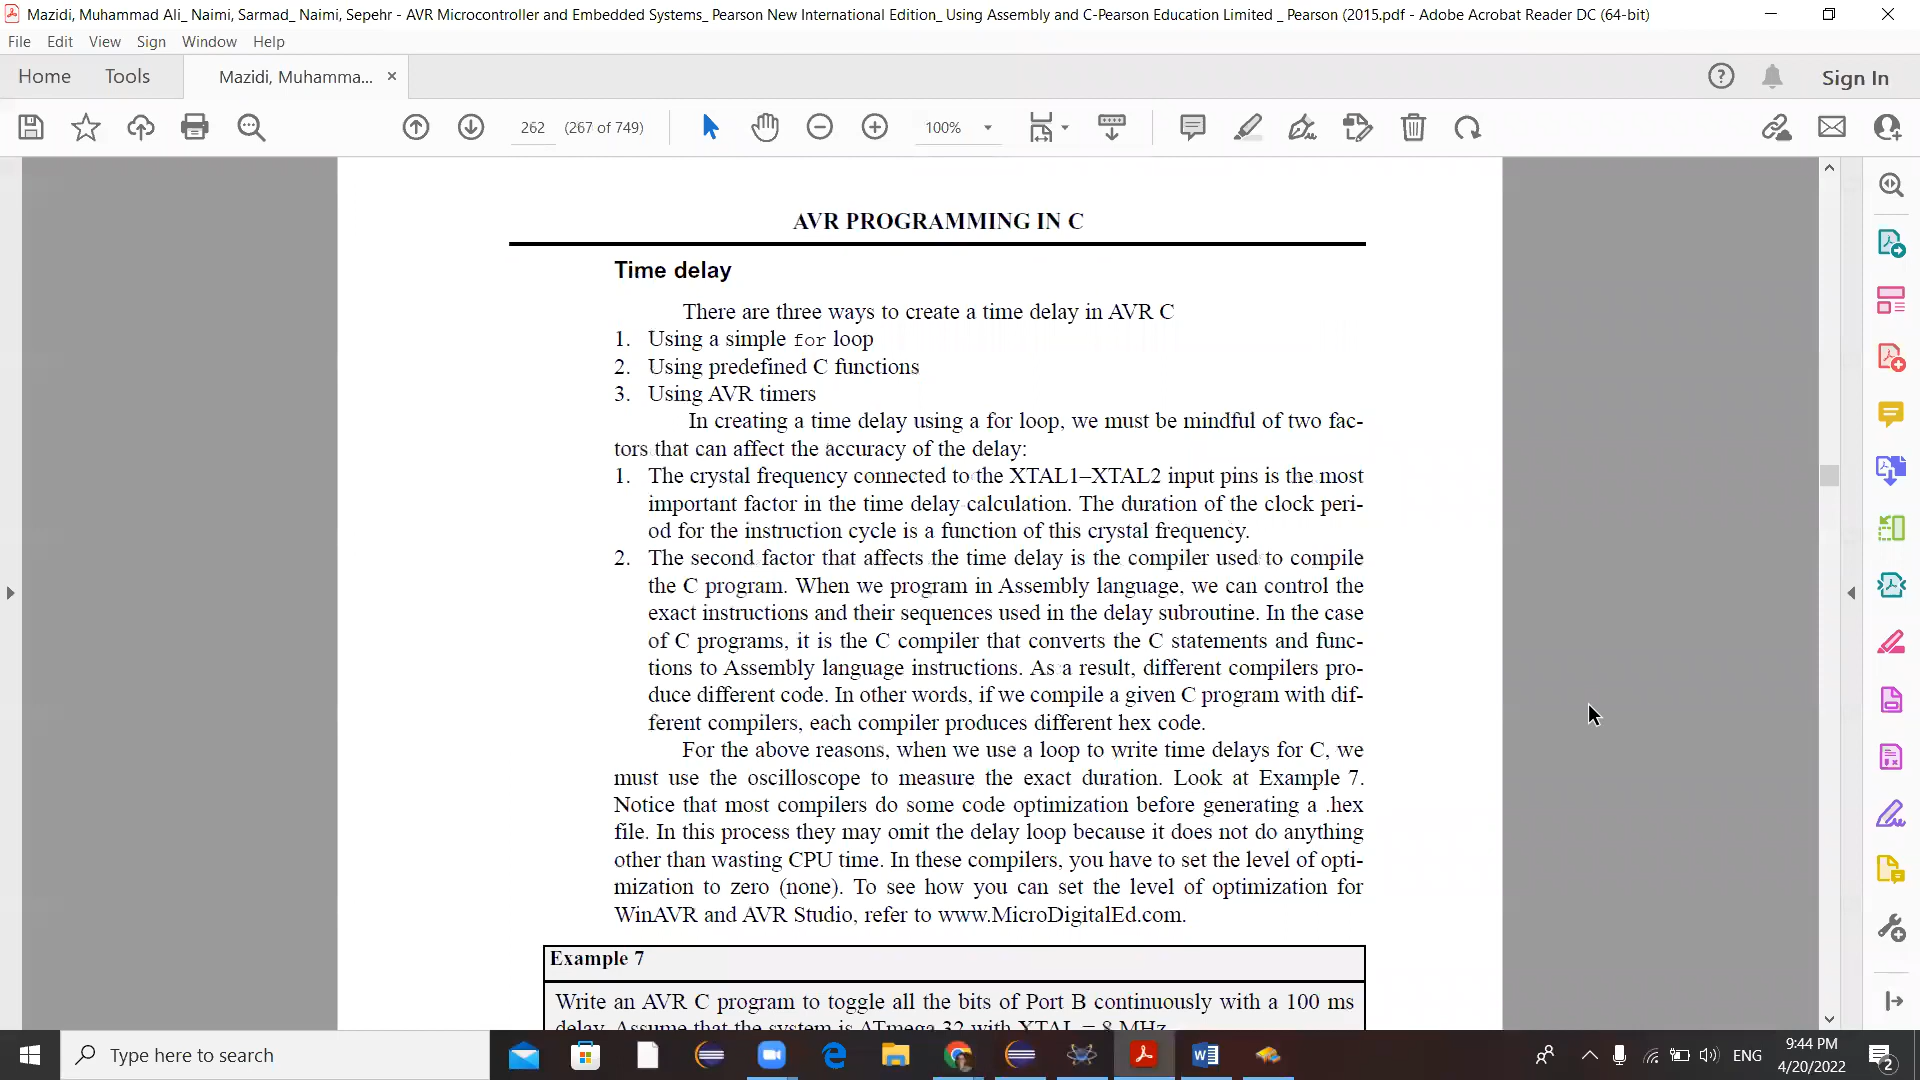 Mazidi, Muhammad Ali_ Naimi, Sarmad_ Naimi, Sepehr - AVR Microcontroller and Embedded Systems_ Pearson New International Edition_ Using Assembly and C-Pearson Education Limited _ Pearson (2015.pdf - Adobe Acrobat Reader DC (64-bit)
File Edit View Sign Window Help
Home Tools Mazidi, Muhamma... × Sign In
262 (267 of 749) 100%
AVR PROGRAMMING IN C
Time delay
There are three ways to create a time delay in AVR C
1. Using a simple for loop
2. Using predefined C functions
3. Using AVR timers
In creating a time delay using a for loop, we must be mindful of two fac-
tors that can affect the accuracy of the delay:
1. The crystal frequency connected to the XTAL1–XTAL2 input pins is the most
important factor in the time delay calculation. The duration of the clock peri-
od for the instruction cycle is a function of this crystal frequency.
2. The second factor that affects the time delay is the compiler used to compile
the C program. When we program in Assembly language, we can control the
exact instructions and their sequences used in the delay subroutine. In the case
of C programs, it is the C compiler that converts the C statements and func-
tions to Assembly language instructions. As a result, different compilers pro-
duce different code. In other words, if we compile a given C program with dif-
ferent compilers, each compiler produces different hex code.
For the above reasons, when we use a loop to write time delays for C, we
must use the oscilloscope to measure the exact duration. Look at Example 7.
Notice that most compilers do some code optimization before generating a .hex
file. In this process they may omit the delay loop because it does not do anything
other than wasting CPU time. In these compilers, you have to set the level of opti-
mization to zero (none). To see how you can set the level of optimization for
WinAVR and AVR Studio, refer to www.MicroDigitalEd.com.
Example 7
Write an AVR C program to toggle all the bits of Port B continuously with a 100 ms
delay. Assume that the system is ATmega 32 with XTAL = 8 MHz.
Type here to search
ENG
9:44 PM
4/20/2022
2